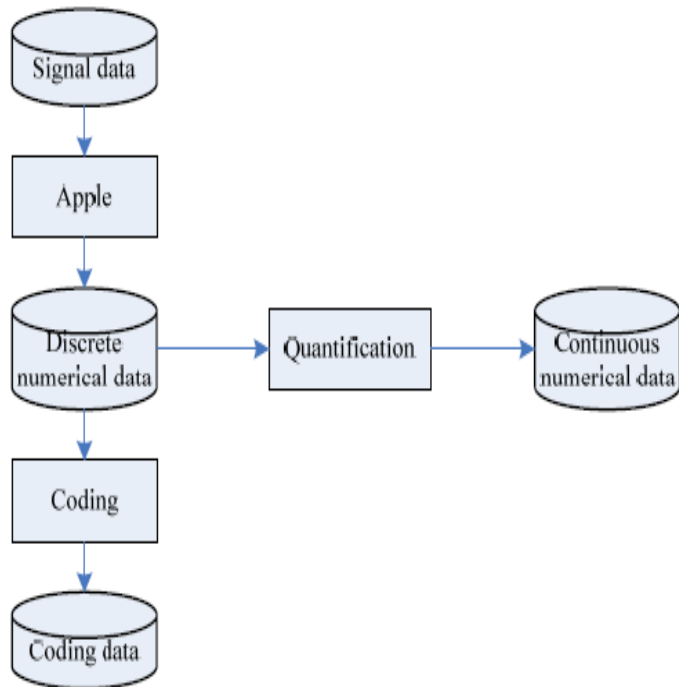 Signal data
Apple
Discrete
numerical data
Quantification
Continuous
numerical data
Coding
Coding data